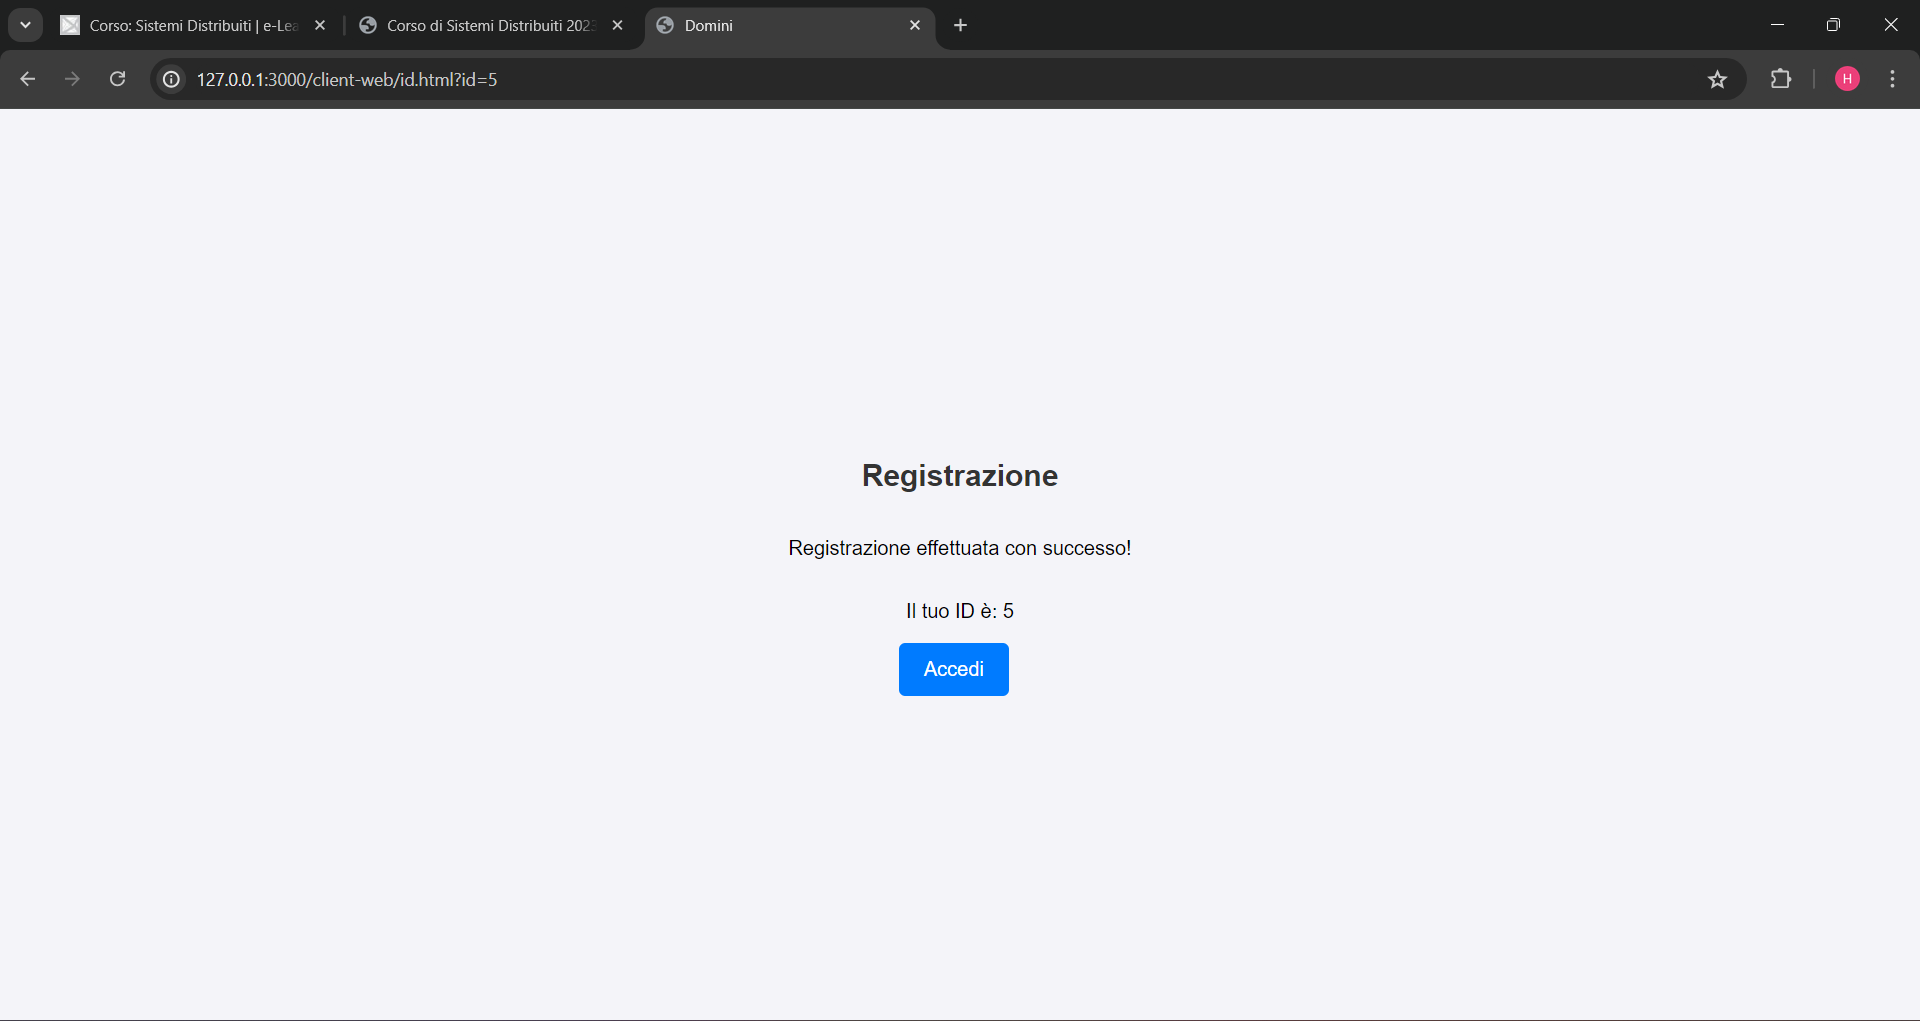 Corso: Sistemi Distribuiti | e-Lea
Corso di Sistemi Distribuiti 202
Domini
127.0.0.1:3000/client-web/id.html?id=5
H
Registrazione
Registrazione effettuata con successo!
Il tuo ID è: 5
Accedi